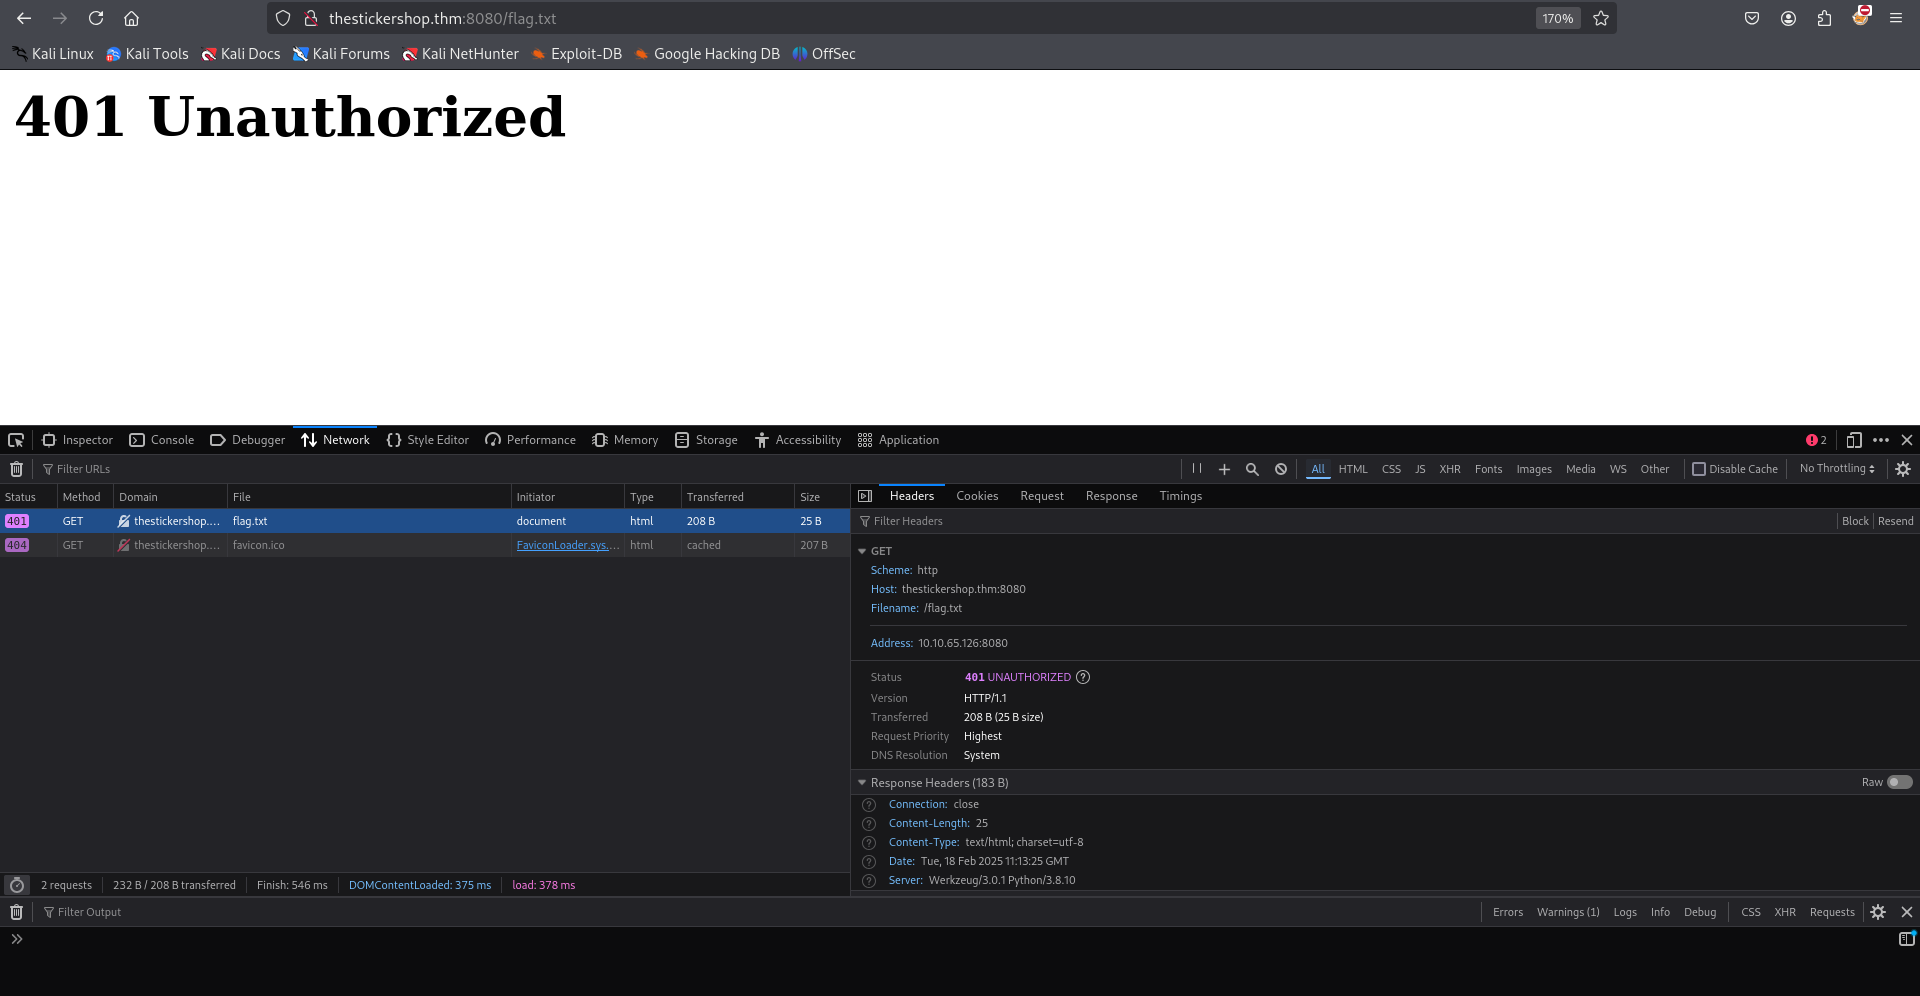 thestickershop.thm:8080/flag.txt 170%
Kali Linux Kali Tools Kali Docs Kali Forums Kali NetHunter Exploit-DB Google Hacking DB OffSec
401 Unauthorized
Inspector Console Debugger Network Style Editor Performance Memory Storage Accessibility Application 2
Filter URLs All HTML CSS JS XHR Fonts Images Media WS Other Disable Cache No Throttling
Status Method Domain File Initiator Type Transferred Size
401 GET thestickershop.... flag.txt document html 208 B 25 B
404 GET thestickershop.... favicon.ico FaviconLoader.sys.... html cached 207 B
2 requests 232 B / 208 B transferred Finish: 546 ms DOMContentLoaded: 375 ms load: 378 ms
Headers Cookies Request Response Timings
Filter Headers Block Resend
GET
Scheme: http
Host: thestickershop.thm:8080
Filename: /flag.txt
Address: 10.10.65.126:8080
Status 401 UNAUTHORIZED
Version HTTP/1.1
Transferred 208 B (25 B size)
Request Priority Highest
DNS Resolution System
Response Headers (183 B) Raw
Connection: close
Content-Length: 25
Content-Type: text/html; charset=utf-8
Date: Tue, 18 Feb 2025 11:13:25 GMT
Server: Werkzeug/3.0.1 Python/3.8.10
Filter Output Errors Warnings (1) Logs Info Debug CSS XHR Requests